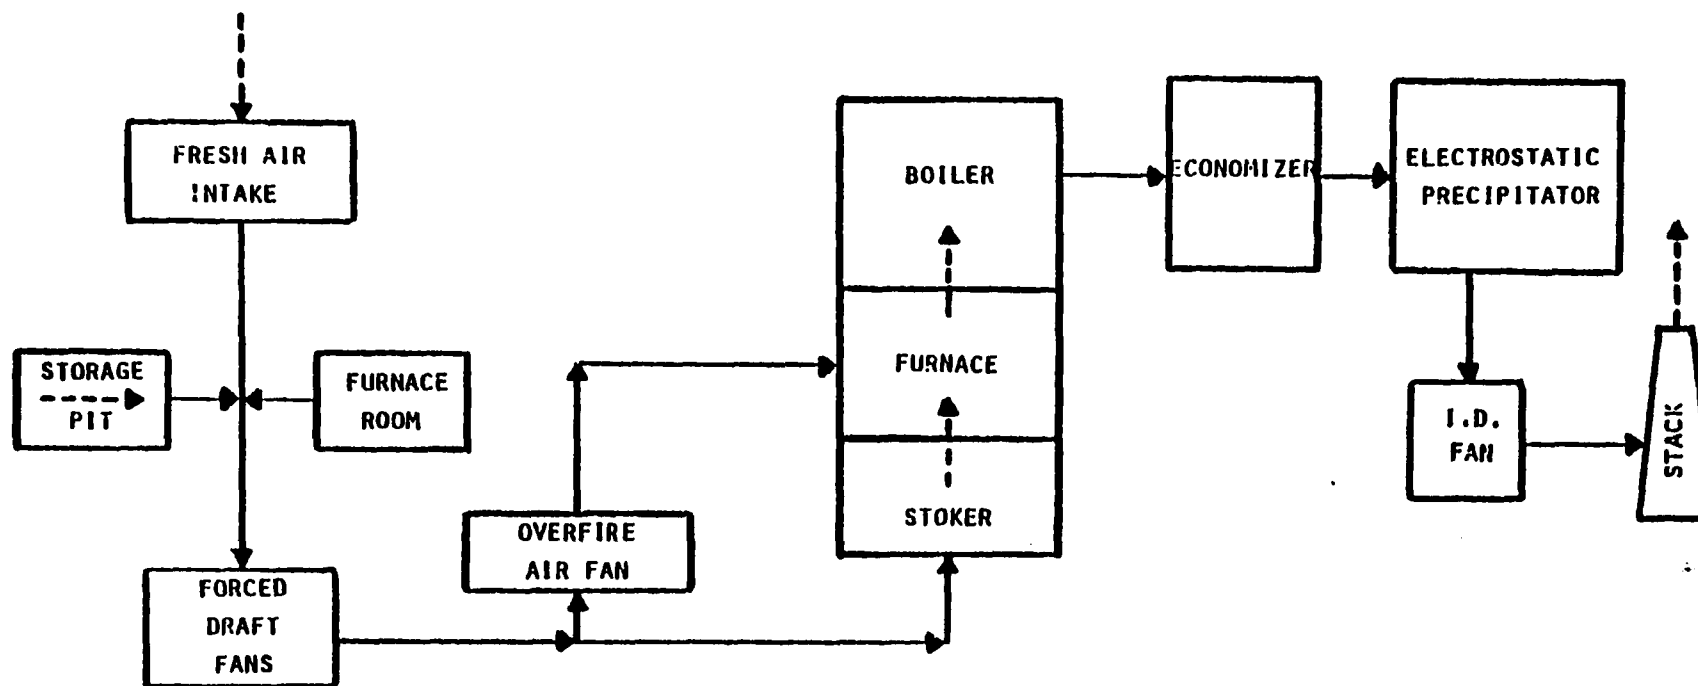 FRESH AIR
INTAKE
STORAGE
PIT
FURNACE
ROOM
FORCED
DRAFT
FANS
OVERFIRE
AIR FAN
BOILER
FURNACE
STOKER
ECONOMIZER
ELECTROSTATIC
PRECIPITATOR
I.D.
FAN
STACK